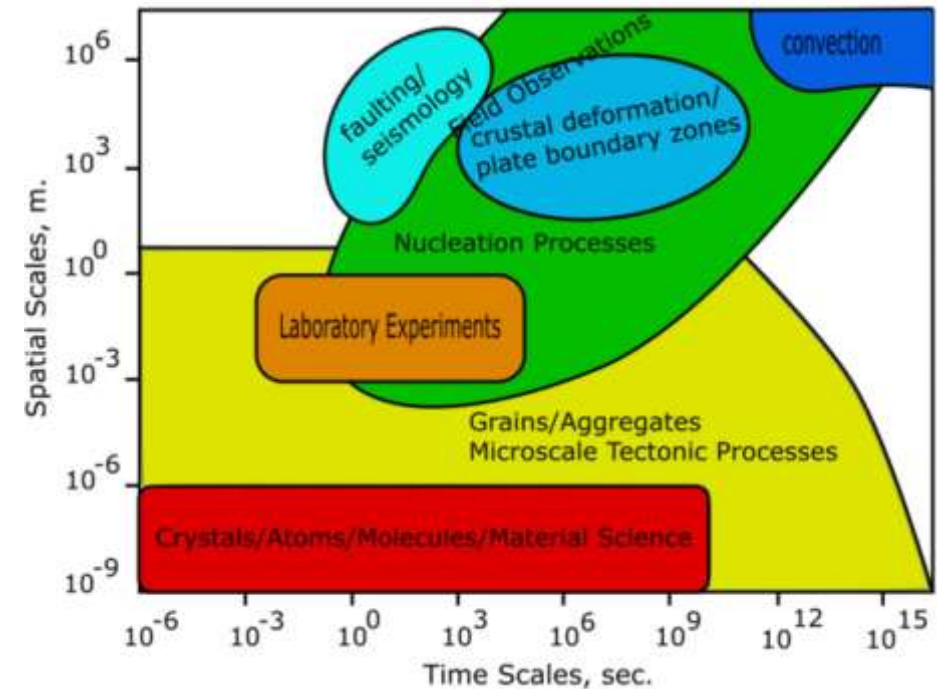 10^6
10^3
10^0
10^-3
10^-6
10^-9
Spatial Scales, m.
faulting/
seismology
Field Observations
convection
crustal deformation/
plate boundary zones
Nucleation Processes
Laboratory Experiments
Grains/Aggregates
Microscale Tectonic Processes
Crystals/Atoms/Molecules/Material Science
10^-6 10^-3 10^0 10^3 10^6 10^9 10^12 10^15
Time Scales, sec.